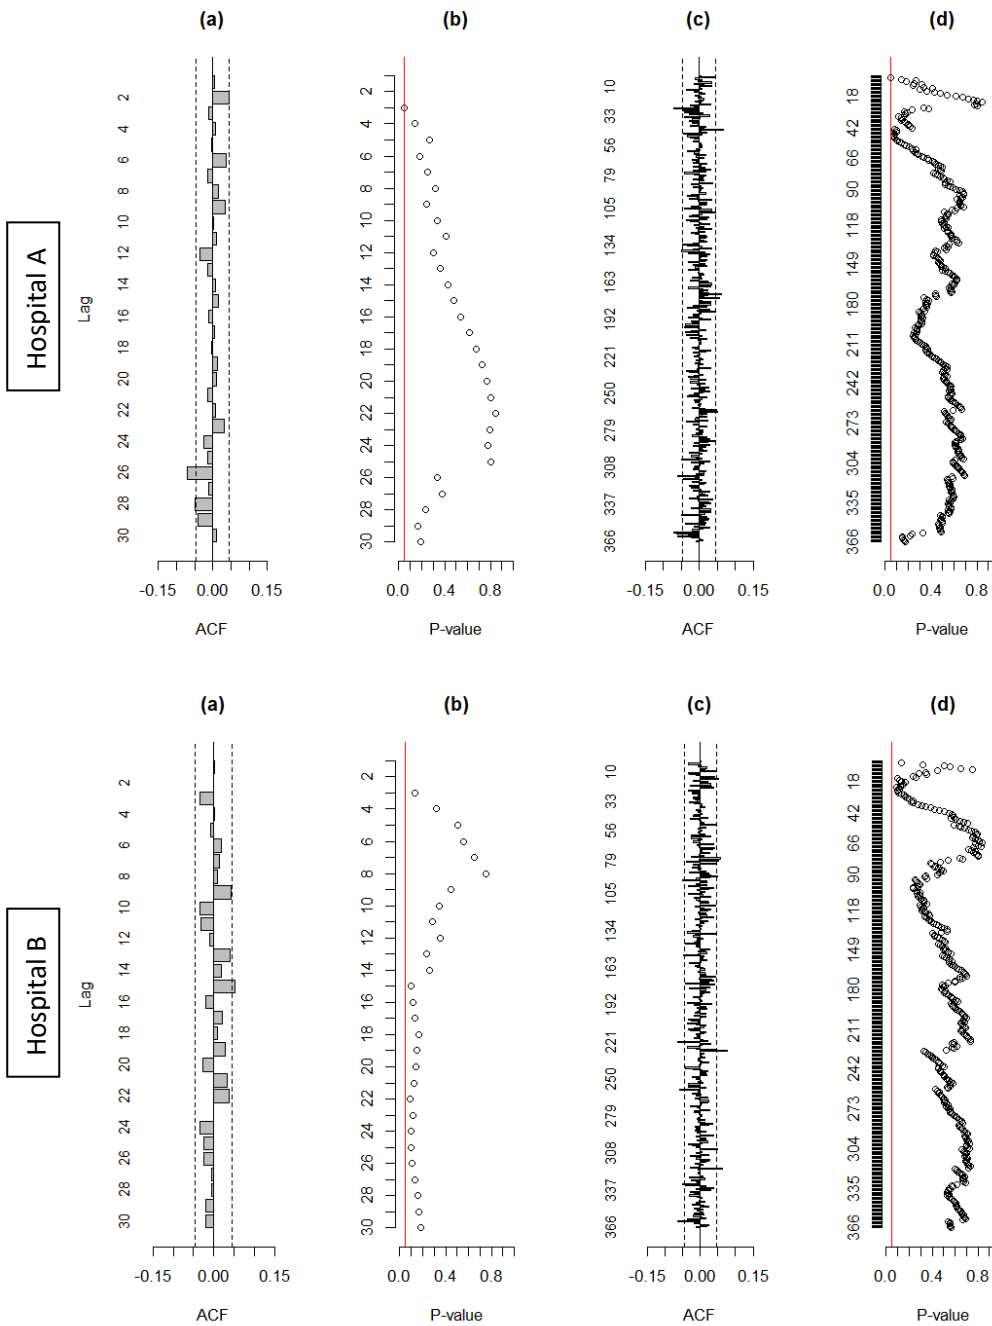 (a) (b) (c) (d)
Hospital A
Lag
2 4 6 8 10 12 14 16 18 20 22 24 26 28 30
-0.15 0.00 0.15
ACF
2 4 6 8 10 12 14 16 18 20 22 24 26 28 30
0.0 0.4 0.8
P-value
10 33 56 79 105 134 163 192 221 250 279 308 337 366
-0.15 0.00 0.15
ACF
18 42 66 90 118 149 180 211 242 273 304 335 366
0.0 0.4 0.8
P-value
(a) (b) (c) (d)
Hospital B
Lag
2 4 6 8 10 12 14 16 18 20 22 24 26 28 30
-0.15 0.00 0.15
ACF
2 4 6 8 10 12 14 16 18 20 22 24 26 28 30
0.0 0.4 0.8
P-value
10 33 56 79 105 134 163 192 221 250 279 308 337 366
-0.15 0.00 0.15
ACF
18 42 66 90 118 149 180 211 242 273 304 335 366
0.0 0.4 0.8
P-value